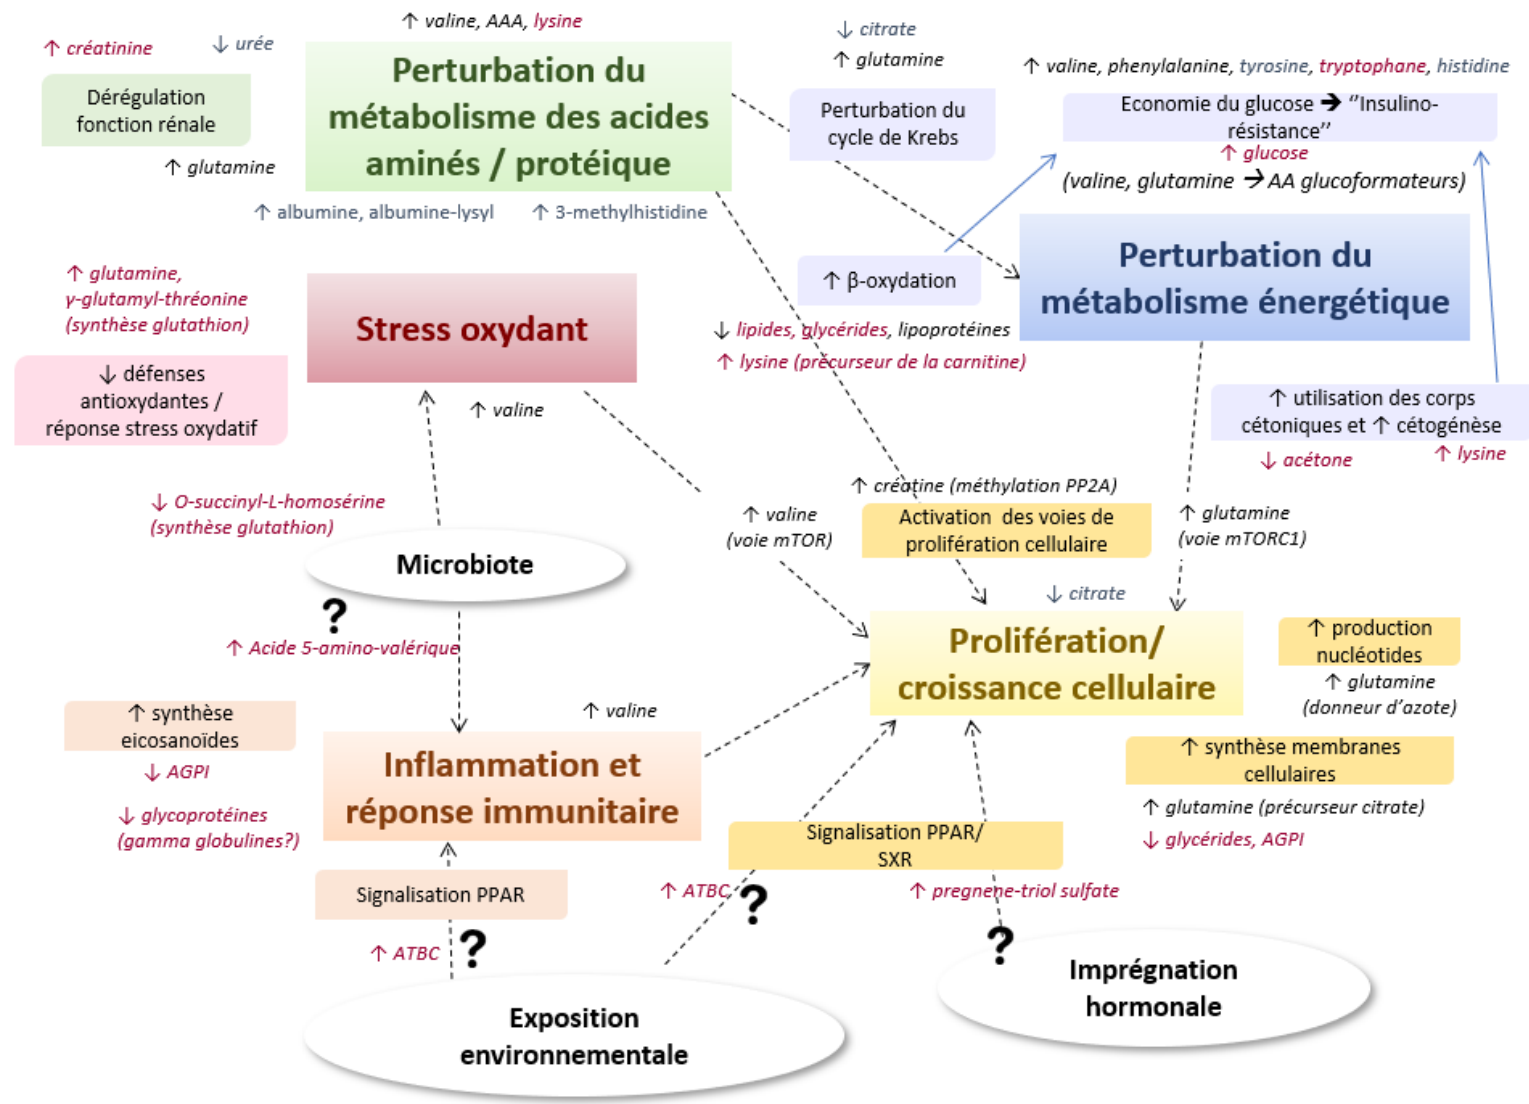 ↑ valine, AAA, lysine
↑ créatinine
↓ urée
Dérégulation
fonction rénale
↑ glutamine
Perturbation du
métabolisme des acides
aminés / protéique
↑ albumine, albumine-lysyl
↑ 3-methylhistidine
↓ citrate
↑ glutamine
Perturbation du
cycle de Krebs
↑ valine, phenylalanine, tyrosine, tryptophane, histidine
Economie du glucose ➔ “Insulino-
résistance”
↑ glucose
(valine, glutamine → AA glucoformateurs)
↑ β-oxydation
↓ lipides, glycérides, lipoprotéines
↑ lysine (précurseur de la carnitine)
Perturbation du
métabolisme énergétique
↑ utilisation des corps
cétoniques et ↑ cétogénèse
↓ acétone
↑ lysine
↑ glutamine,
γ-glutamyl-thréonine
(synthèse glutathion)
Stress oxydant
↓ défenses
antioxydantes /
réponse stress oxydatif
↑ valine
↓ O-succinyl-L-homosérine
(synthèse glutathion)
Microbiote
?
↑ Acide 5-amino-valérique
↑ valine
(voie mTOR)
↑ créatine (méthylation PP2A)
Activation des voies de
prolifération cellulaire
↑ glutamine
(voie mTORC1)
↓ citrate
Prolifération/
croissance cellulaire
↑ production
nucléotides
↑ glutamine
(donneur d’azote)
↑ synthèse membranes
cellulaires
↑ glutamine (précurseur citrate)
↓ glycérides, AGPI
↑ synthèse
eicosanoïdes
↓ AGPI
↓ glycoprotéines
(gamma globulines?)
↑ valine
Inflammation et
réponse immunitaire
Signalisation PPAR
↑ ATBC
?
Signalisation PPAR/
SXR
↑ ATBC
?
↑ pregnene-triol sulfate
?
Exposition
environnementale
Imprégnation
hormonale